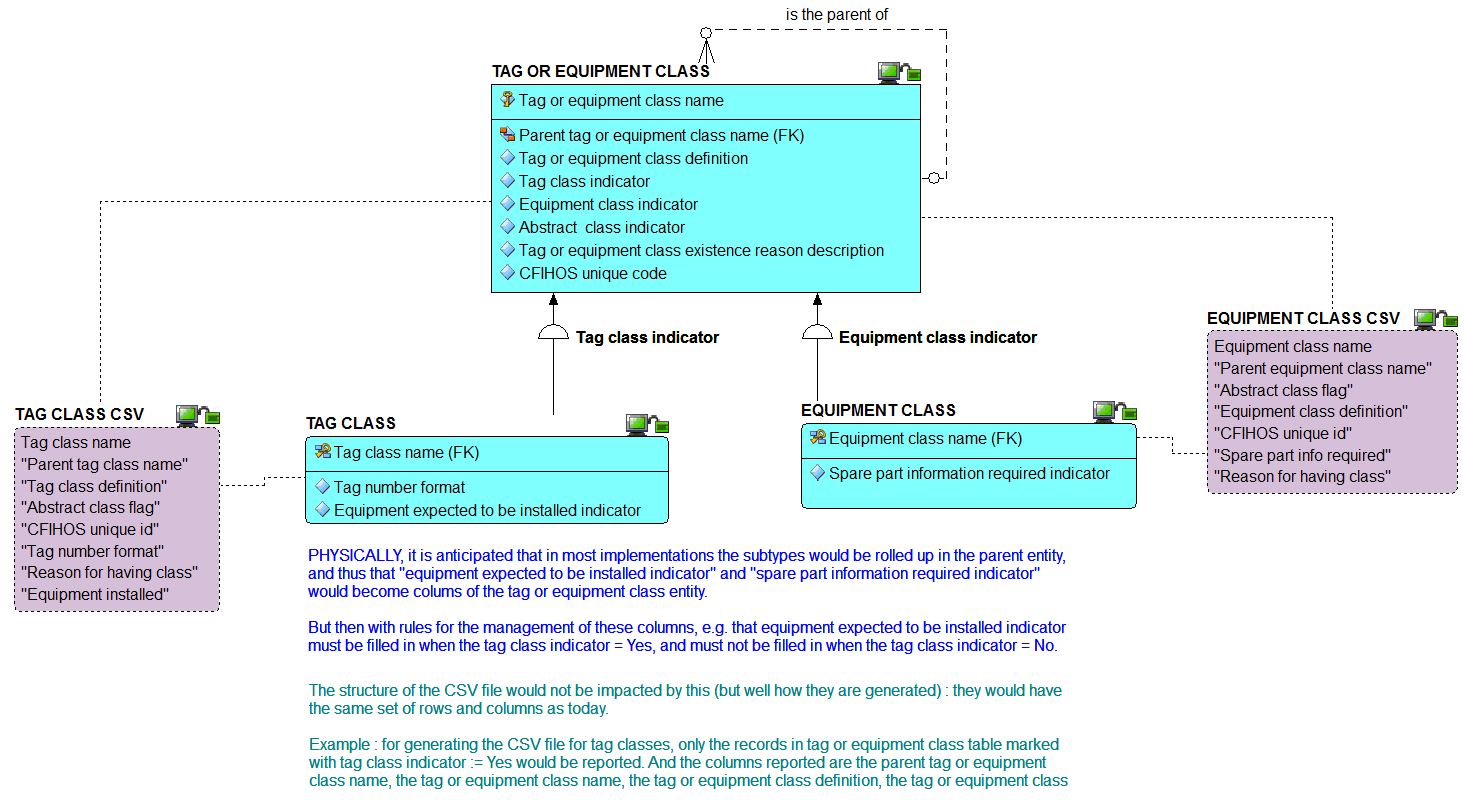 is the parent of
TAG OR EQUIPMENT CLASS
Tag or equipment class name
Parent tag or equipment class name (FK)
Tag or equipment class definition
Tag class indicator
Equipment class indicator
Abstract  class indicator
Tag or equipment class existence reason description
CFIHOS unique code
Tag class indicator
Equipment class indicator
EQUIPMENT CLASS CSV
Equipment class name
"Parent equipment class name"
"Abstract class flag"
"Equipment class definition"
"CFIHOS unique id"
"Spare part info required"
"Reason for having class"
TAG CLASS CSV
Tag class name
"Parent tag class name"
"Tag class definition"
"Abstract class flag"
"CFIHOS unique id"
"Tag number format"
"Reason for having class"
"Equipment installed"
TAG CLASS
Tag class name (FK)
Tag number format
Equipment expected to be installed indicator
EQUIPMENT CLASS
Equipment class name (FK)
Spare part information required indicator
PHYSICALLY, it is anticipated that in most implementations the subtypes would be rolled up in the parent entity,
and thus that "equipment expected to be installed indicator" and "spare part information required indicator"
would become colums of the tag or equipment class entity.
But then with rules for the management of these columns, e.g. that equipment expected to be installed indicator
must be filled in when the tag class indicator = Yes, and must not be filled in when the tag class indicator = No.
The structure of the CSV file would not be impacted by this (but well how they are generated) : they would have
the same set of rows and columns as today.
Example : for generating the CSV file for tag classes, only the records in tag or equipment class table marked
with tag class indicator := Yes would be reported. And the columns reported are the parent tag or equipment
class name, the tag or equipment class name, the tag or equipment class definition, the tag or equipment class